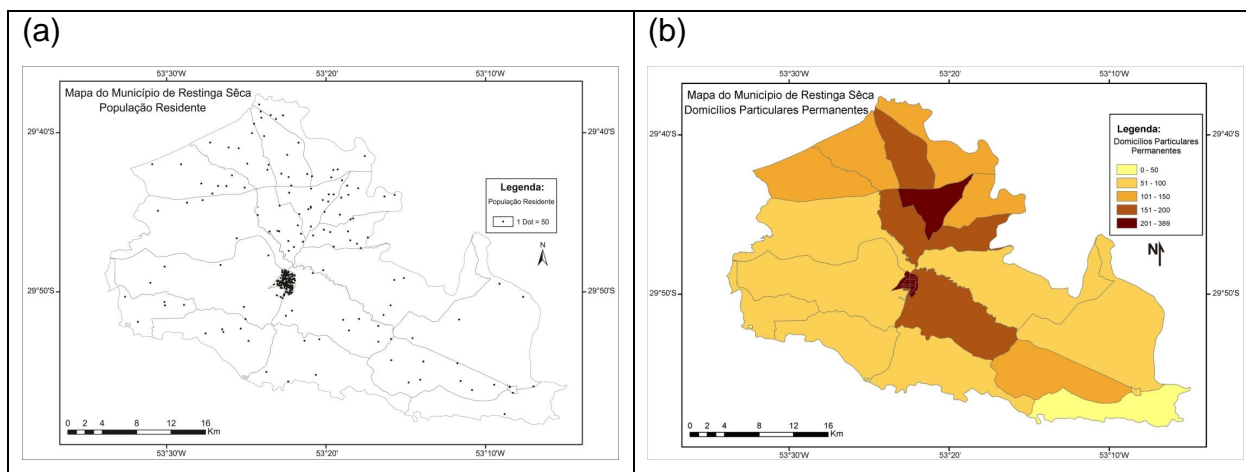 (a)
53°30'W
53°20'W
53°10'W
Mapa do Município de Restinga Sêca
População Residente
29°40'S
29°40'S
Legenda:
População Residente
1 Dot = 50
N
29°50'S
29°50'S
0 2 4 8 12 16
Km
53°30'W
53°20'W
53°10'W
(b)
53°30'W
53°20'W
53°10'W
Mapa do Município de Restinga Sêca
Domicílios Particulares Permanentes
29°40'S
29°40'S
Legenda:
Domicílios Particulares
Permanentes
0 - 50
51 - 100
101 - 150
151 - 200
201 - 389
N
29°50'S
29°50'S
0 2 4 8 12 16
Km
53°30'W
53°20'W
53°10'W